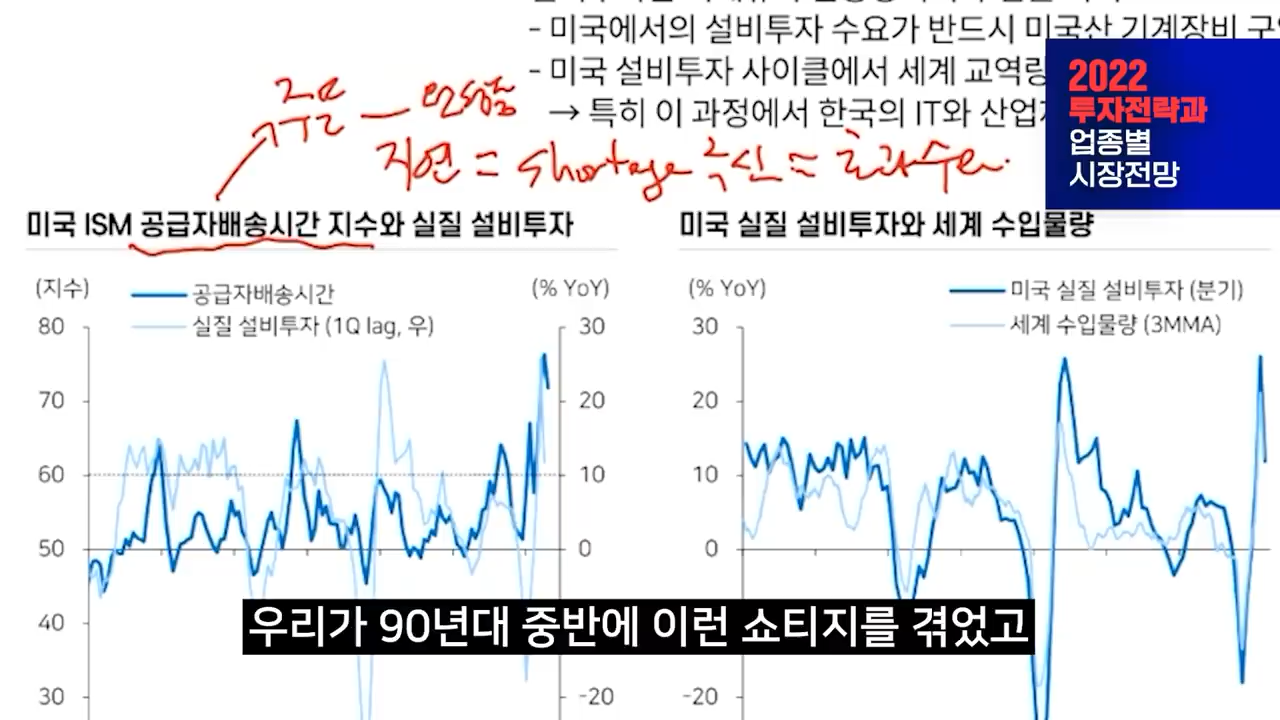 - 미국에서의 설비투자 수요가 반드시 미국산 기계장비
- 미국 설비투자 사이클에서 세계 교역량
→ 특히 이 과정에서 한국의 IT와
2022
투자전략과
업종별
시장전망
주문 —
지연 = shortage = 초과수요.
미국 ISM 공급자배송시간 지수와 실질 설비투자
(지수)
(% YoY)
공급자배송시간
실질 설비투자 (1Q lag, 우)
80
70
60
50
40
30
30
20
10
0
-20
미국 실질 설비투자와 세계 수입물량
(% YoY)
미국 실질 설비투자 (분기)
세계 수입물량 (3MMA)
30
20
10
0
-20
우리가 90년대 중반에 이런 쇼티지를 겪었고